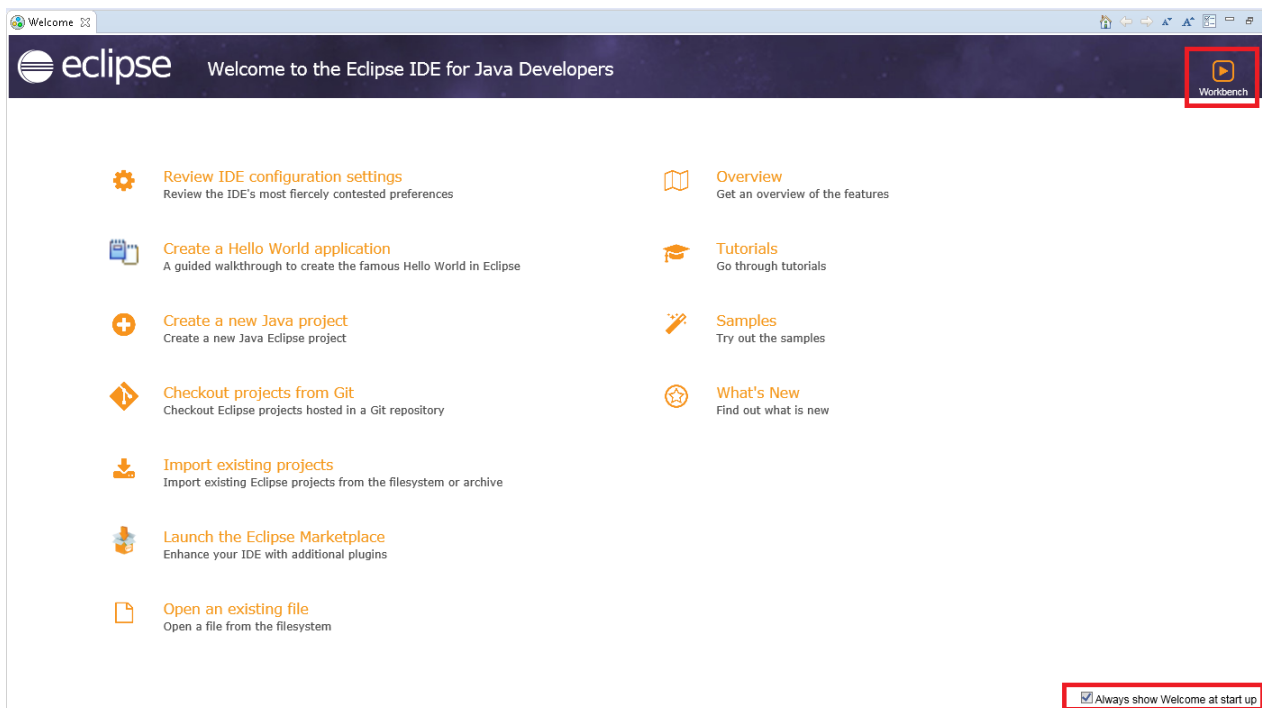 Welcome
eclipse
Welcome to the Eclipse IDE for Java Developers
Workbench
Review IDE configuration settings
Review the IDE's most fiercely contested preferences
Create a Hello World application
A guided walkthrough to create the famous Hello World in Eclipse
Create a new Java project
Create a new Java Eclipse project
Checkout projects from Git
Checkout Eclipse projects hosted in a Git repository
Import existing projects
Import existing Eclipse projects from the filesystem or archive
Launch the Eclipse Marketplace
Enhance your IDE with additional plugins
Open an existing file
Open a file from the filesystem
Overview
Get an overview of the features
Tutorials
Go through tutorials
Samples
Try out the samples
What's New
Find out what is new
Always show Welcome at start up